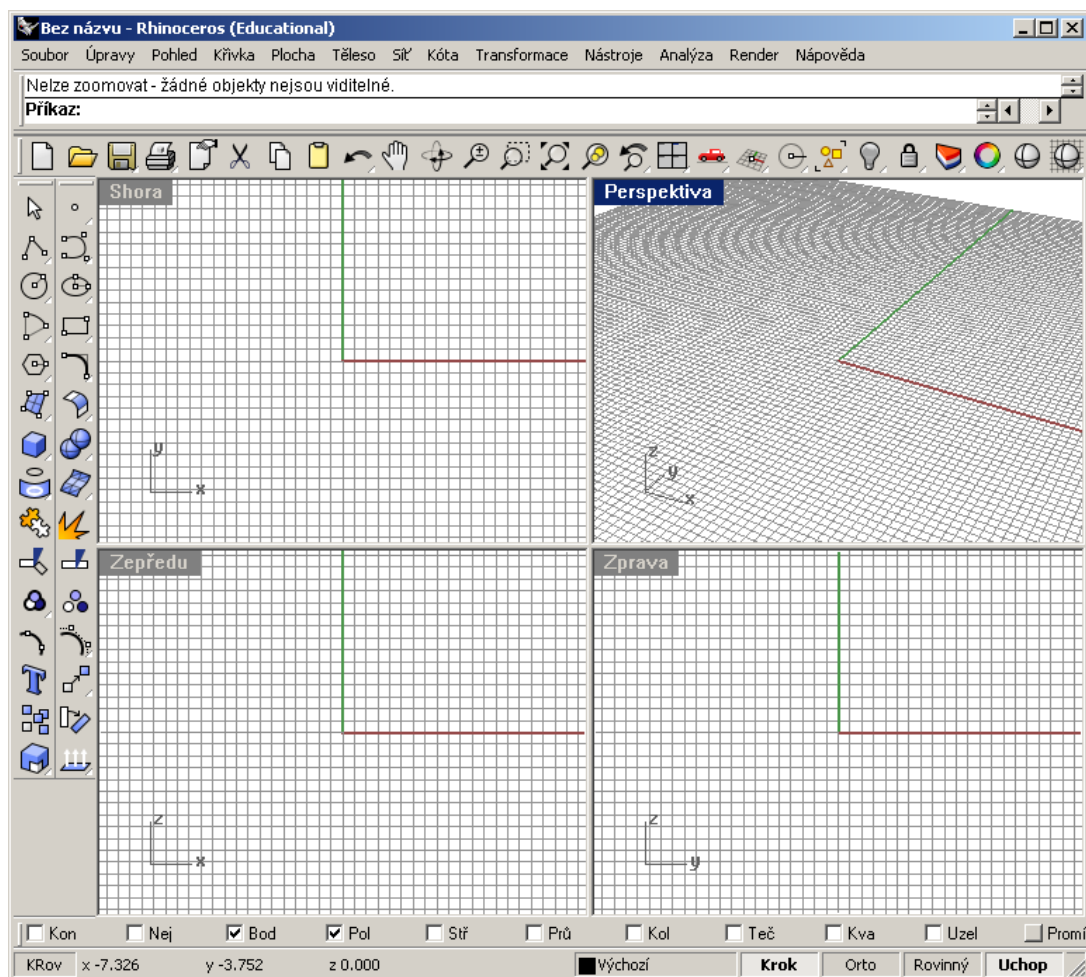 Bez názvu - Rhinoceros (Educational)
Soubor Úpravy Pohled Křivka Plocha Těleso Síť Kóta Transformace Nástroje Analýza Render Nápověda
Nelze zoomovat - žádné objekty nejsou viditelné.
Příkaz:
Shora
Perspektiva
y
x
z
y
x
Zepředu
Zprava
z
x
z
y
Kon Nej Bod Pol Stř Prů Kol Teč Kva Uzel Promí
KRov x -7.326 y -3.752 z 0.000 Výchozí Krok Orto Rovinný Uchop